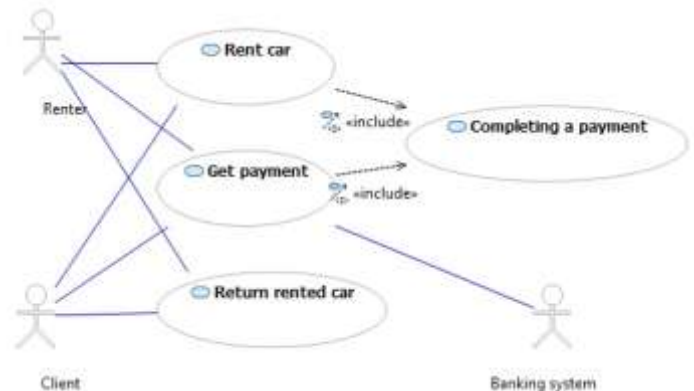 Rent car
Renter
«include»
Completing a payment
Get payment
«include»
Return rented car
Client
Banking system